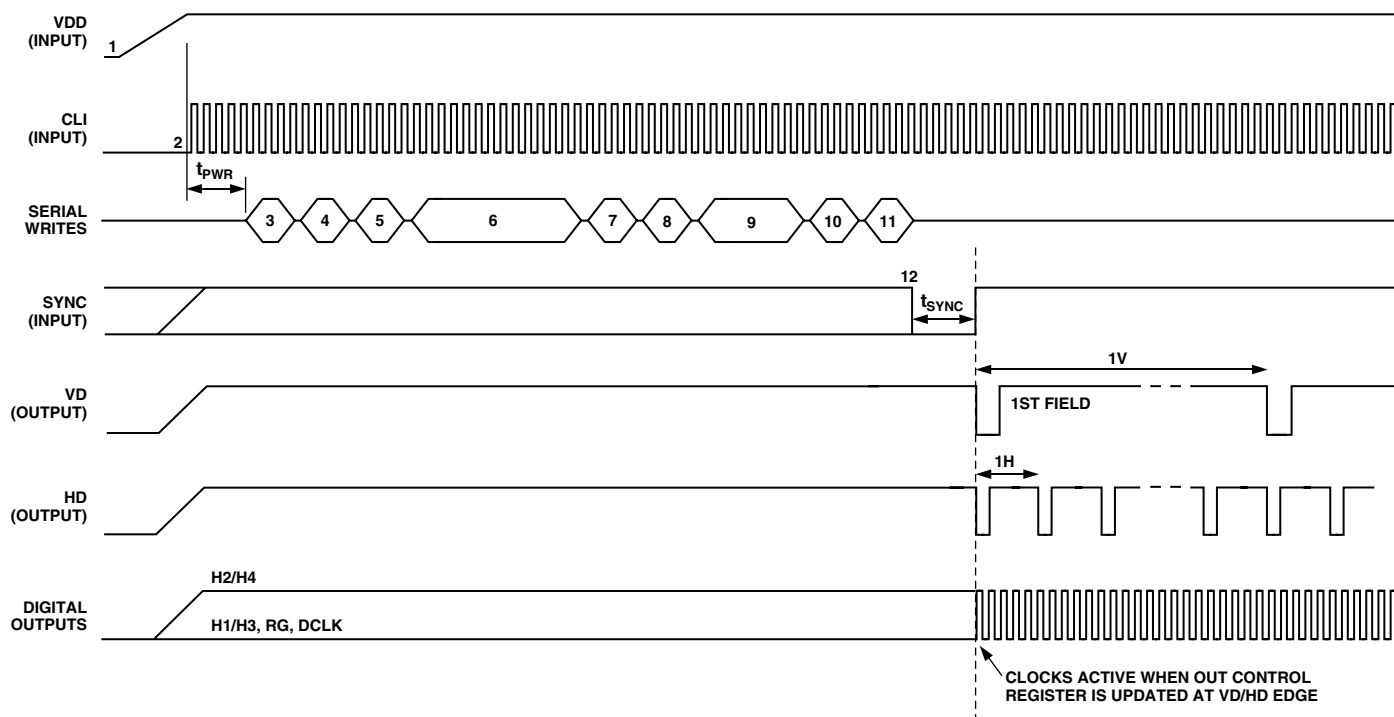 VDD
(INPUT)
1
CLI
(INPUT)
2
tPWR
SERIAL
WRITES
3 4 5 6 7 8 9 10 11
SYNC
(INPUT)
12
tSYNC
VD
(OUTPUT)
1V
1ST FIELD
HD
(OUTPUT)
1H
DIGITAL
OUTPUTS
H2/H4
H1/H3, RG, DCLK
CLOCKS ACTIVE WHEN OUT CONTROL
REGISTER IS UPDATED AT VD/HD EDGE